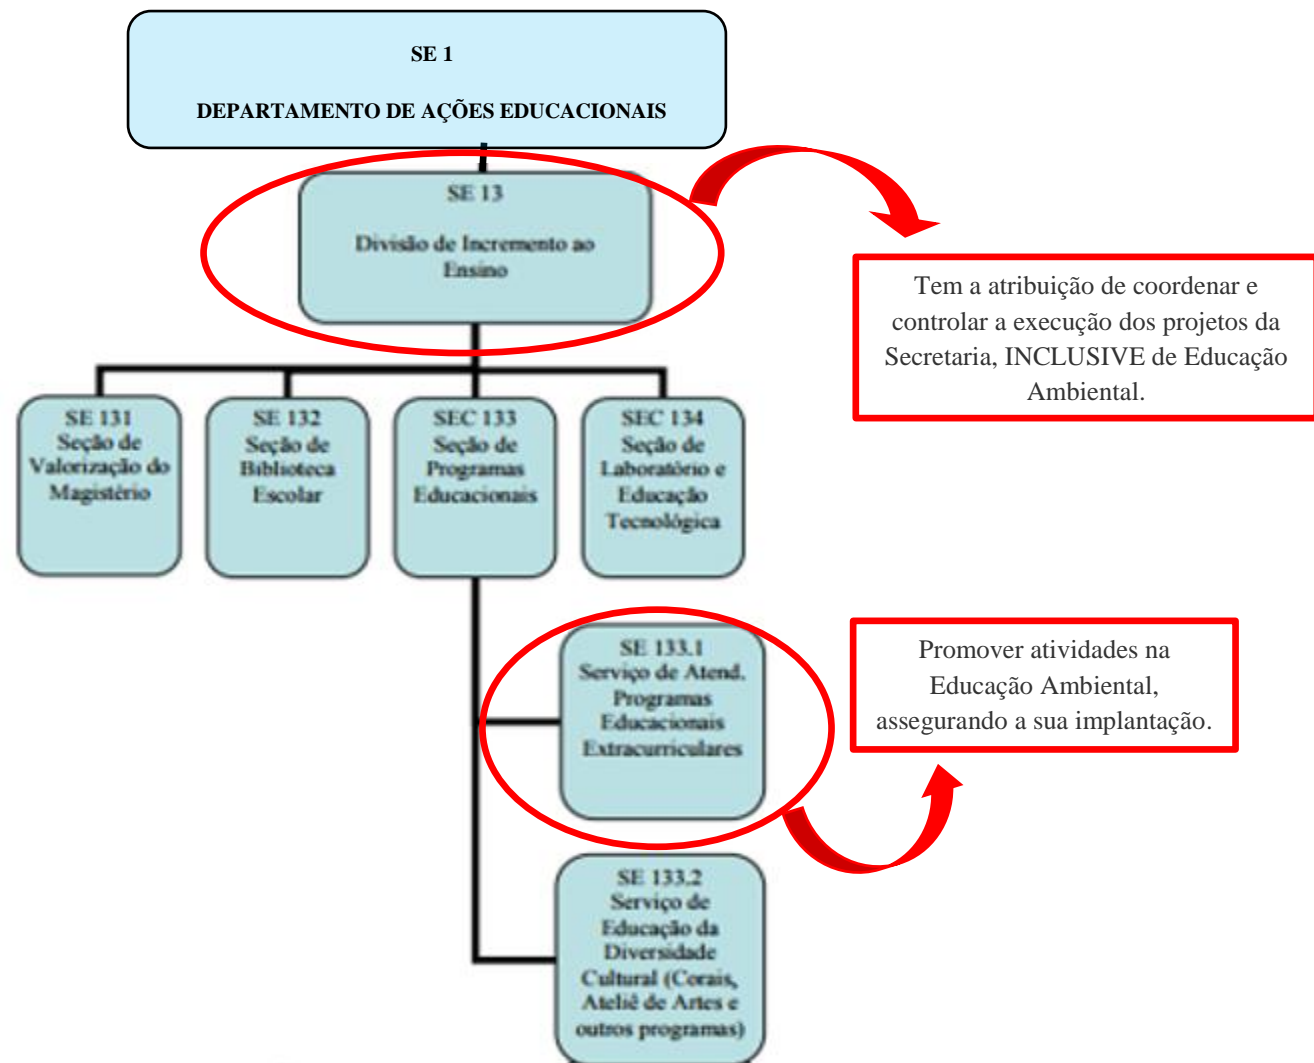 SE 1
DEPARTAMENTO DE AÇÕES EDUCACIONAIS
SE 13
Divisão de Incremento ao
Ensino
Tem a atribuição de coordenar e
controlar a execução dos projetos da
Secretaria, INCLUSIVE de Educação
Ambiental.
SE 131
Seção de
Valorização do
Magistério
SE 132
Seção de
Biblioteca
Escolar
SEC 133
Seção de
Programas
Educacionais
SEC 134
Seção de
Laboratório e
Educação
Tecnológica
SE 133.1
Serviço de Atend.
Programas
Educacionais
Extracurriculares
Promover atividades na
Educação Ambiental,
assegurando a sua implantação.
SE 133.2
Serviço de
Educação da
Diversidade
Cultural (Corais,
Ateliê de Artes e
outros programas)